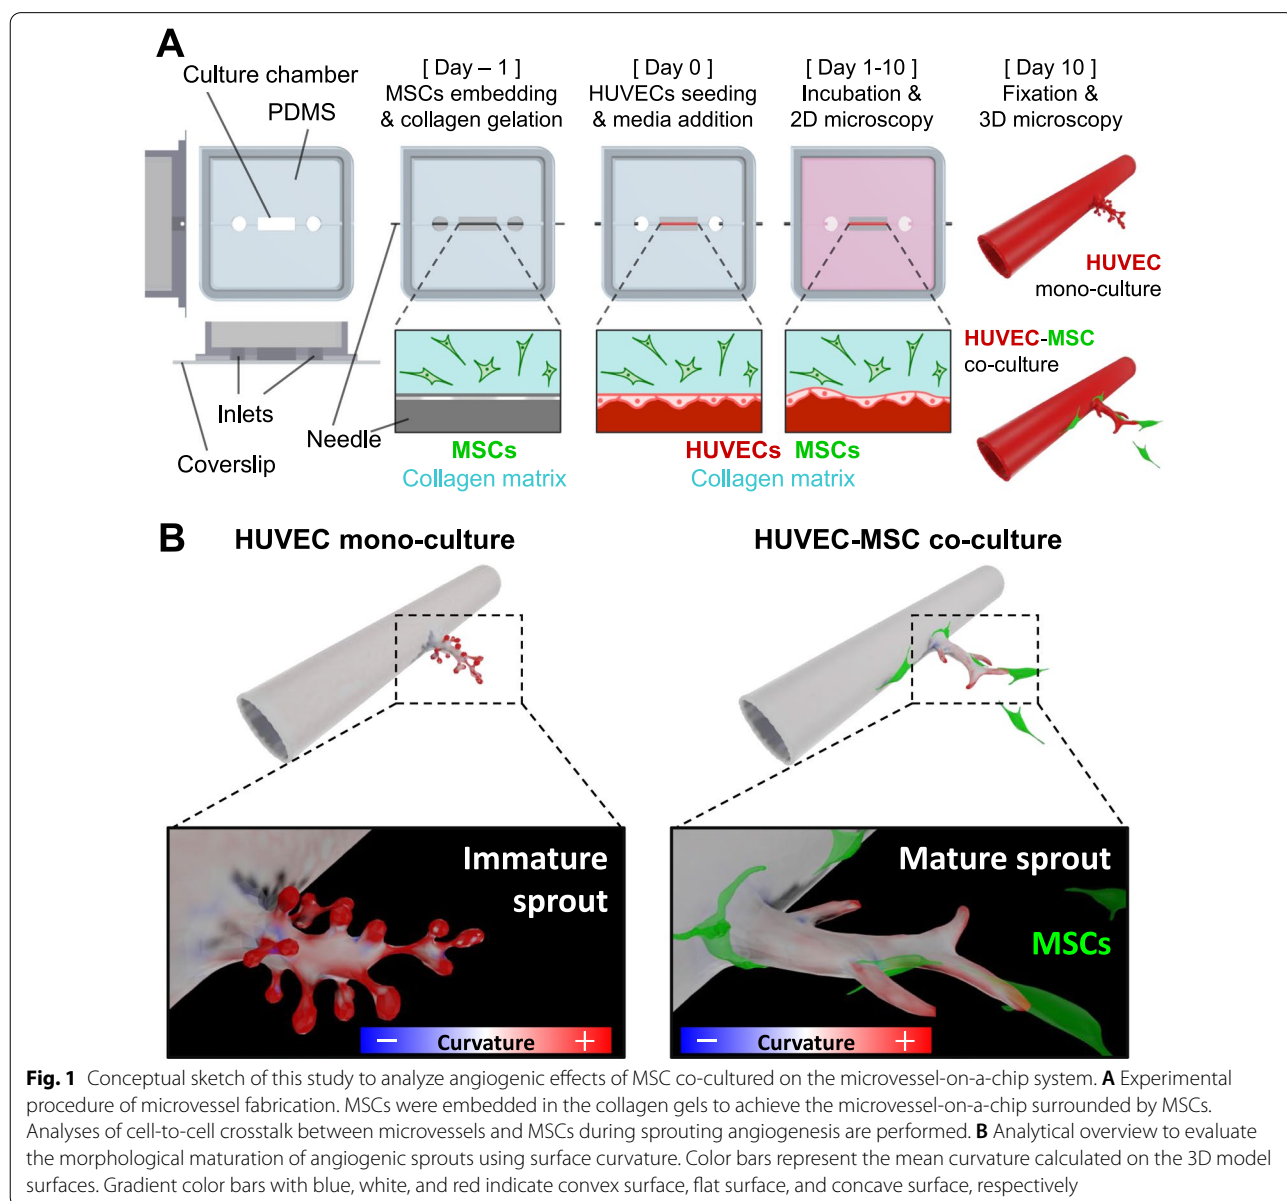 A
Culture chamber
PDMS
[ Day – 1 ]
MSCs embedding
& collagen gelation
[ Day 0 ]
HUVECs seeding
& media addition
[ Day 1-10 ]
Incubation &
2D microscopy
[ Day 10 ]
Fixation &
3D microscopy
HUVEC
mono-culture
HUVEC-MSC
co-culture
Inlets
Needle
Coverslip
MSCs
Collagen matrix
HUVECs MSCs
Collagen matrix
B
HUVEC mono-culture
HUVEC-MSC co-culture
Immature
sprout
− Curvature +
Mature sprout
MSCs
− Curvature +
Fig. 1 Conceptual sketch of this study to analyze angiogenic effects of MSC co-cultured on the microvessel-on-a-chip system. A Experimental
procedure of microvessel fabrication. MSCs were embedded in the collagen gels to achieve the microvessel-on-a-chip surrounded by MSCs.
Analyses of cell-to-cell crosstalk between microvessels and MSCs during sprouting angiogenesis are performed. B Analytical overview to evaluate
the morphological maturation of angiogenic sprouts using surface curvature. Color bars represent the mean curvature calculated on the 3D model
surfaces. Gradient color bars with blue, white, and red indicate convex surface, flat surface, and concave surface, respectively